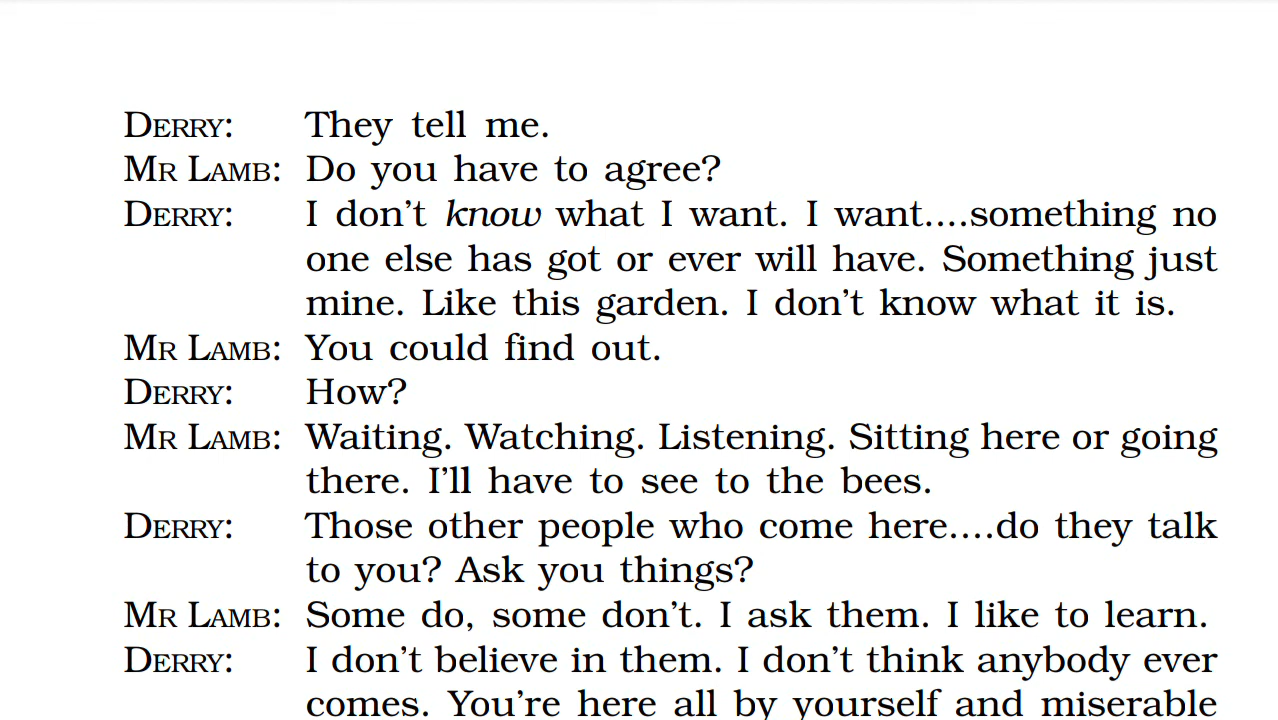 DERRY: They tell me.
MR LAMB: Do you have to agree?
DERRY: I don't know what I want. I want....something no
one else has got or ever will have. Something just
mine. Like this garden. I don't know what it is.
MR LAMB: You could find out.
DERRY: How?
MR LAMB: Waiting. Watching. Listening. Sitting here or going
there. I'll have to see to the bees.
DERRY: Those other people who come here....do they talk
to you? Ask you things?
MR LAMB: Some do, some don't. I ask them. I like to learn.
DERRY: I don't believe in them. I don't think anybody ever
comes. You're here all by yourself and miserable